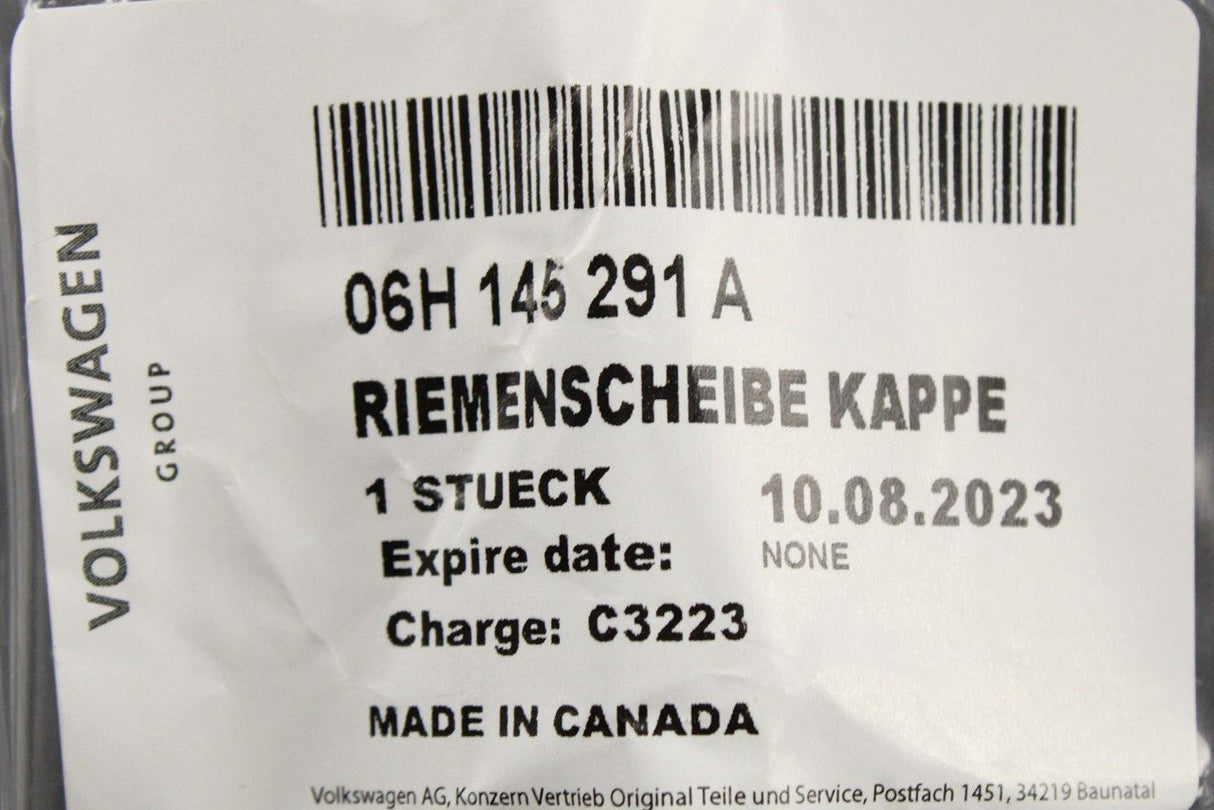 VOLKSWAGEN
GROUP
06H 145 291 A
RIEMENSCHEIBE KAPPE
1 STUECK 10.08.2023
Expire date: NONE
Charge: C3223
MADE IN CANADA
Volkswagen AG, Konzern Vertrieb Original Teile und Service, Postfach 1451, 34219 Baunatal